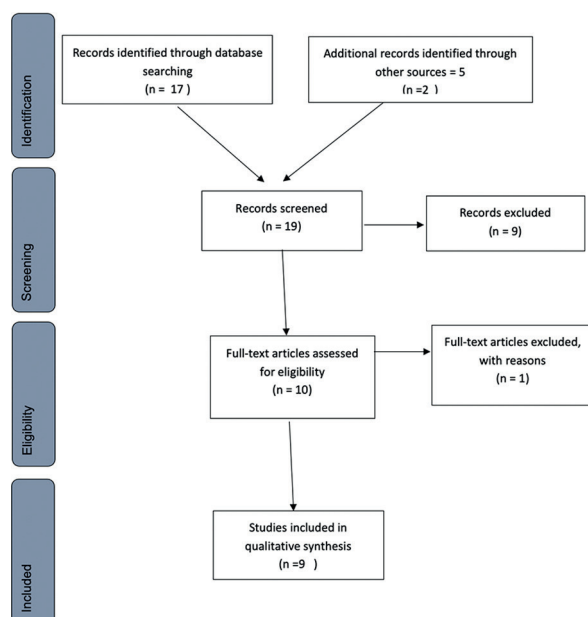 Identification
Records identified through database
searching
(n = 17 )
Additional records identified through
other sources = 5
(n =2 )
Screening
Records screened
(n = 19)
Records excluded
(n = 9)
Eligibility
Full-text articles assessed
for eligibility
(n = 10)
Full-text articles excluded,
with reasons
(n = 1)
Included
Studies included in
qualitative synthesis
(n =9 )